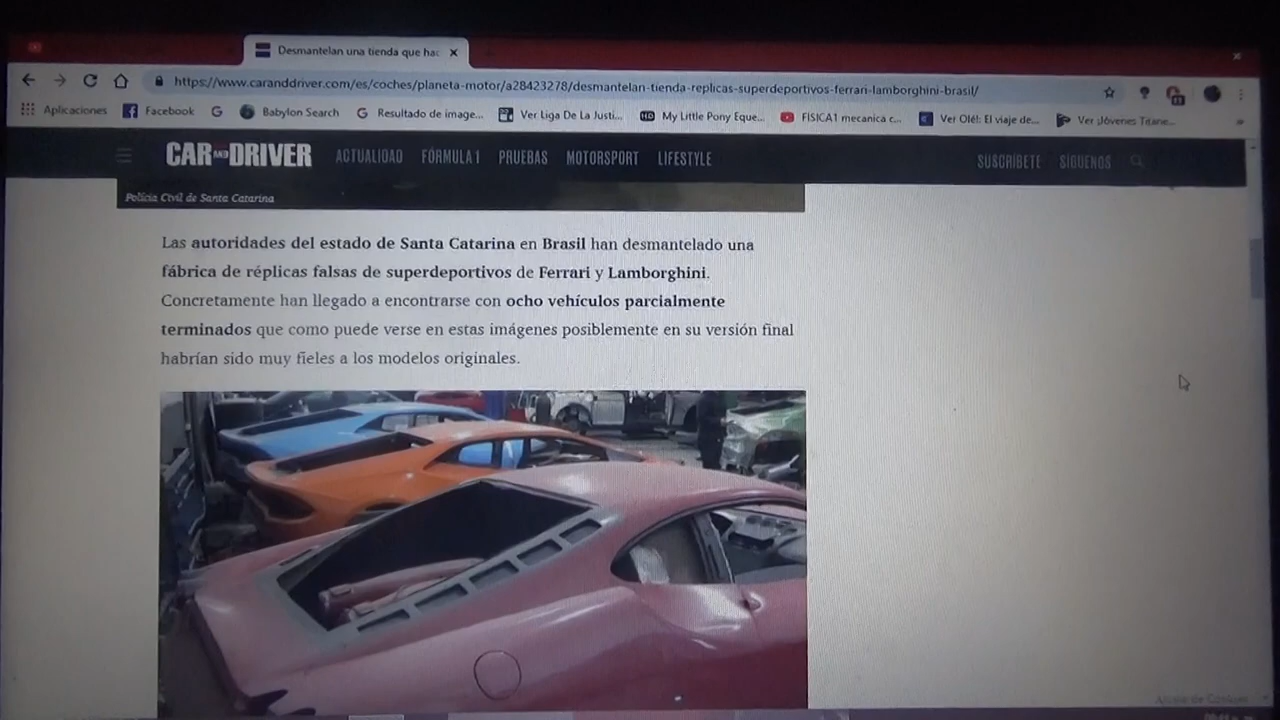 Desmantelan una tienda que hac
https://www.caranddriver.com/es/coches/planeta-motor/a28423278/desmantelan-tienda-replicas-superdeportivos-ferrari-lamborghini-brasil/
Aplicaciones Facebook Babylon Search Resultado de image... Ver Liga De La Justi... My Little Pony Eque... FISICA1 mecanica c... Ver Olé!: El viaje de... Ver ¡Jóvenes Titane...
CAR AND DRIVER ACTUALIDAD FÓRMULA 1 PRUEBAS MOTORSPORT LIFESTYLE SUSCRÍBETE SÍGUENOS
Policia Civil de Santa Catarina
Las autoridades del estado de Santa Catarina en Brasil han desmantelado una
fábrica de réplicas falsas de superdeportivos de Ferrari y Lamborghini.
Concretamente han llegado a encontrarse con ocho vehículos parcialmente
terminados que como puede verse en estas imágenes posiblemente en su versión final
habrían sido muy fieles a los modelos originales.